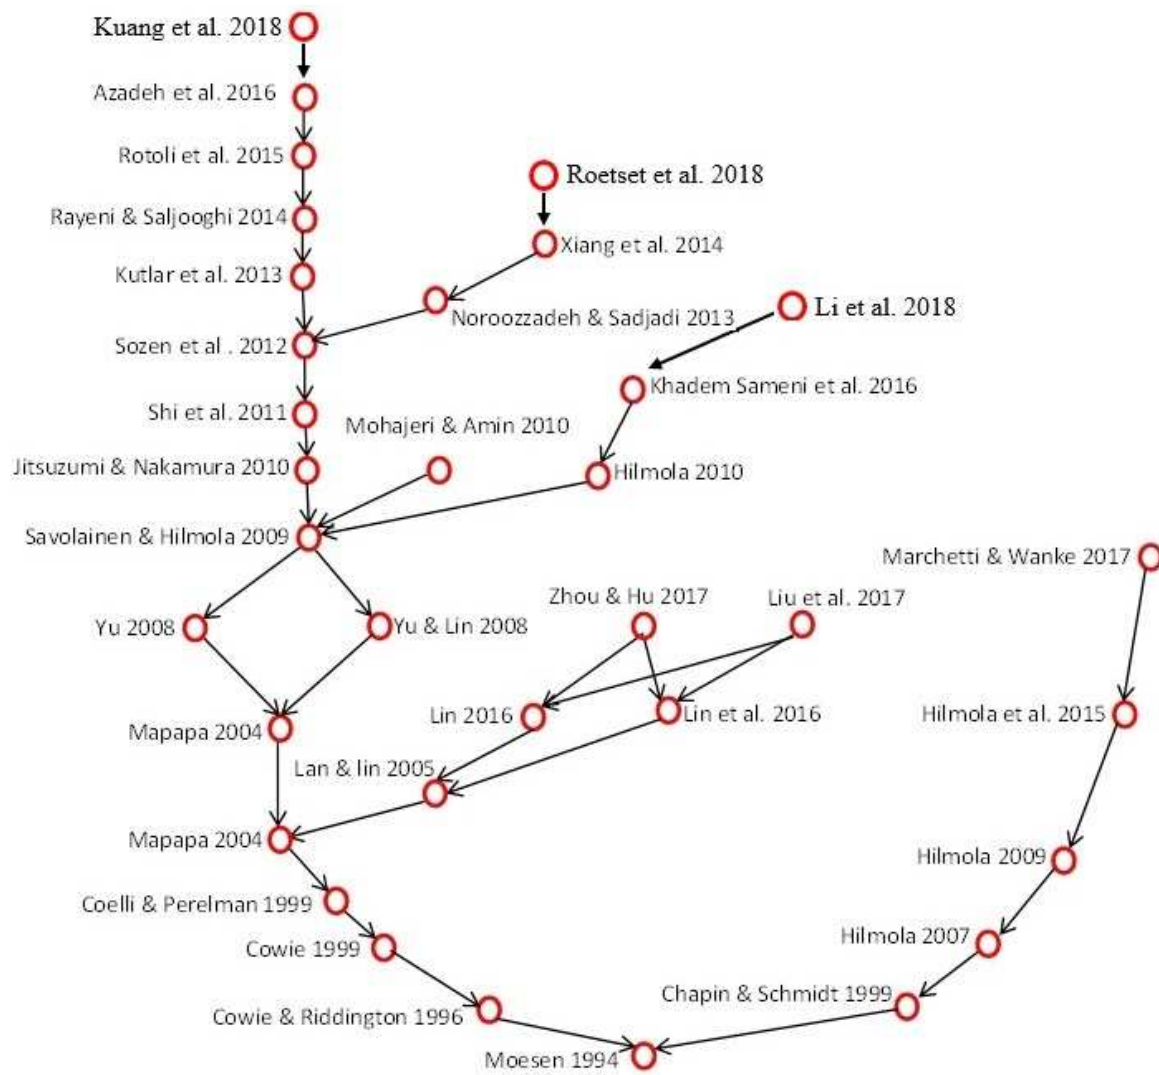 Kuang et al. 2018
Azadeh et al. 2016
Rotoli et al. 2015
Roetset et al. 2018
Rayeni & Saljooghi 2014
Xiang et al. 2014
Kutlar et al. 2013
Noroozzadeh & Sadjadi 2013
Li et al. 2018
Sozen et al . 2012
Khadem Sameni et al. 2016
Shi et al. 2011
Mohajeri & Amin 2010
Jitsuzumi & Nakamura 2010
Hilmola 2010
Savolainen & Hilmola 2009
Marchetti & Wanke 2017
Zhou & Hu 2017
Liu et al. 2017
Yu 2008
Yu & Lin 2008
Lin 2016
Lin et al. 2016
Hilmola et al. 2015
Mapapa 2004
Lan & lin 2005
Mapapa 2004
Hilmola 2009
Coelli & Perelman 1999
Hilmola 2007
Cowie 1999
Chapin & Schmidt 1999
Cowie & Riddington 1996
Moesen 1994